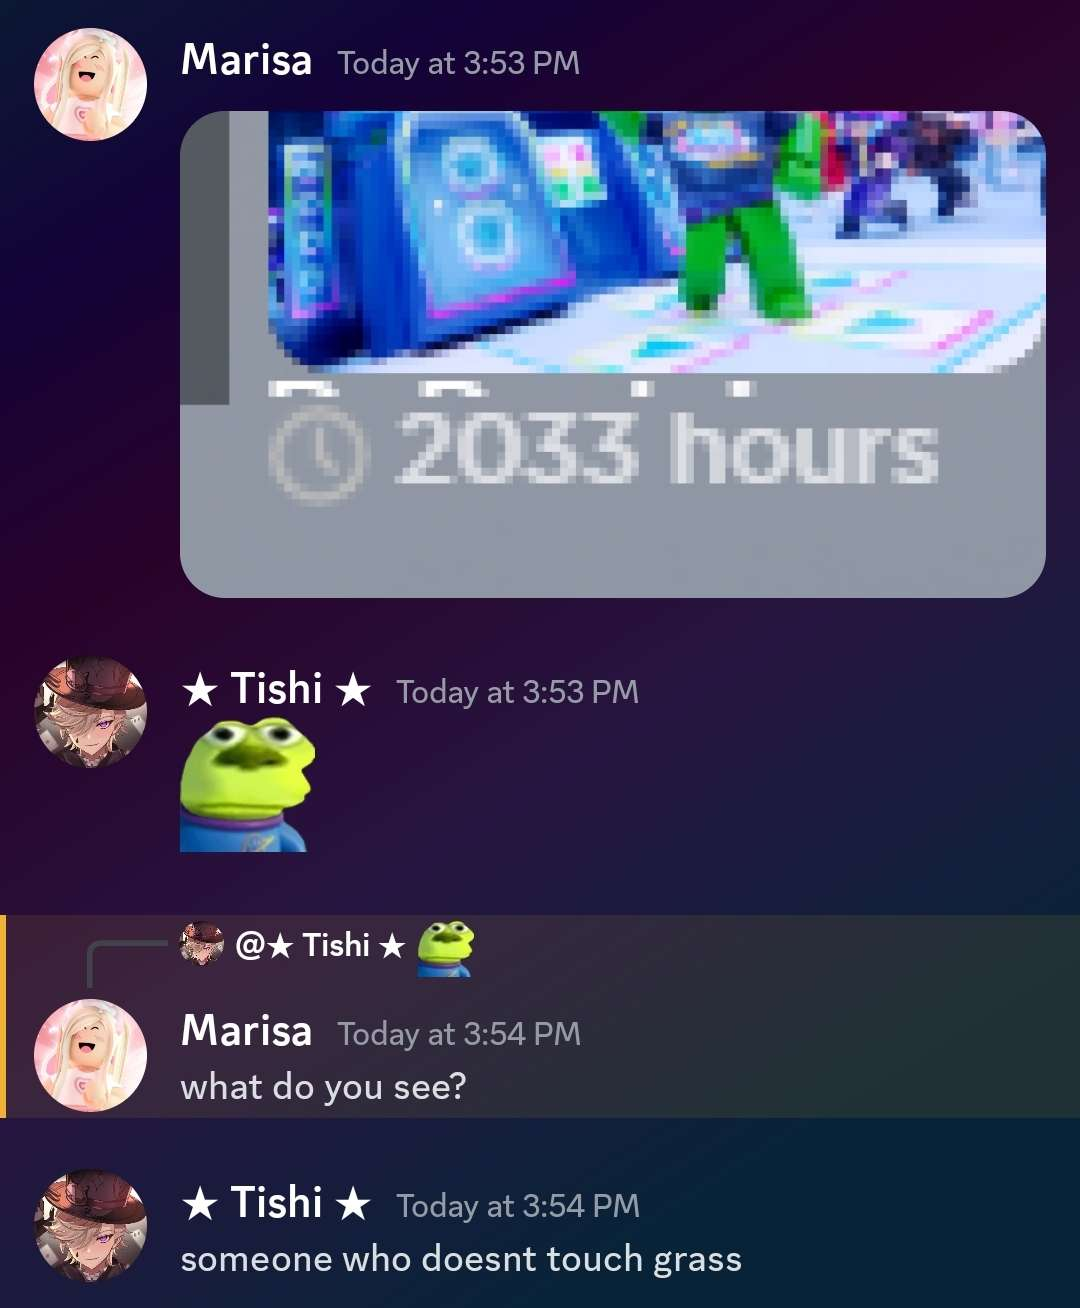 Marisa Today at 3:53 PM
2033 hours
★ Tishi ★ Today at 3:53 PM
@★ Tishi ★
Marisa Today at 3:54 PM
what do you see?
★ Tishi ★ Today at 3:54 PM
someone who doesnt touch grass